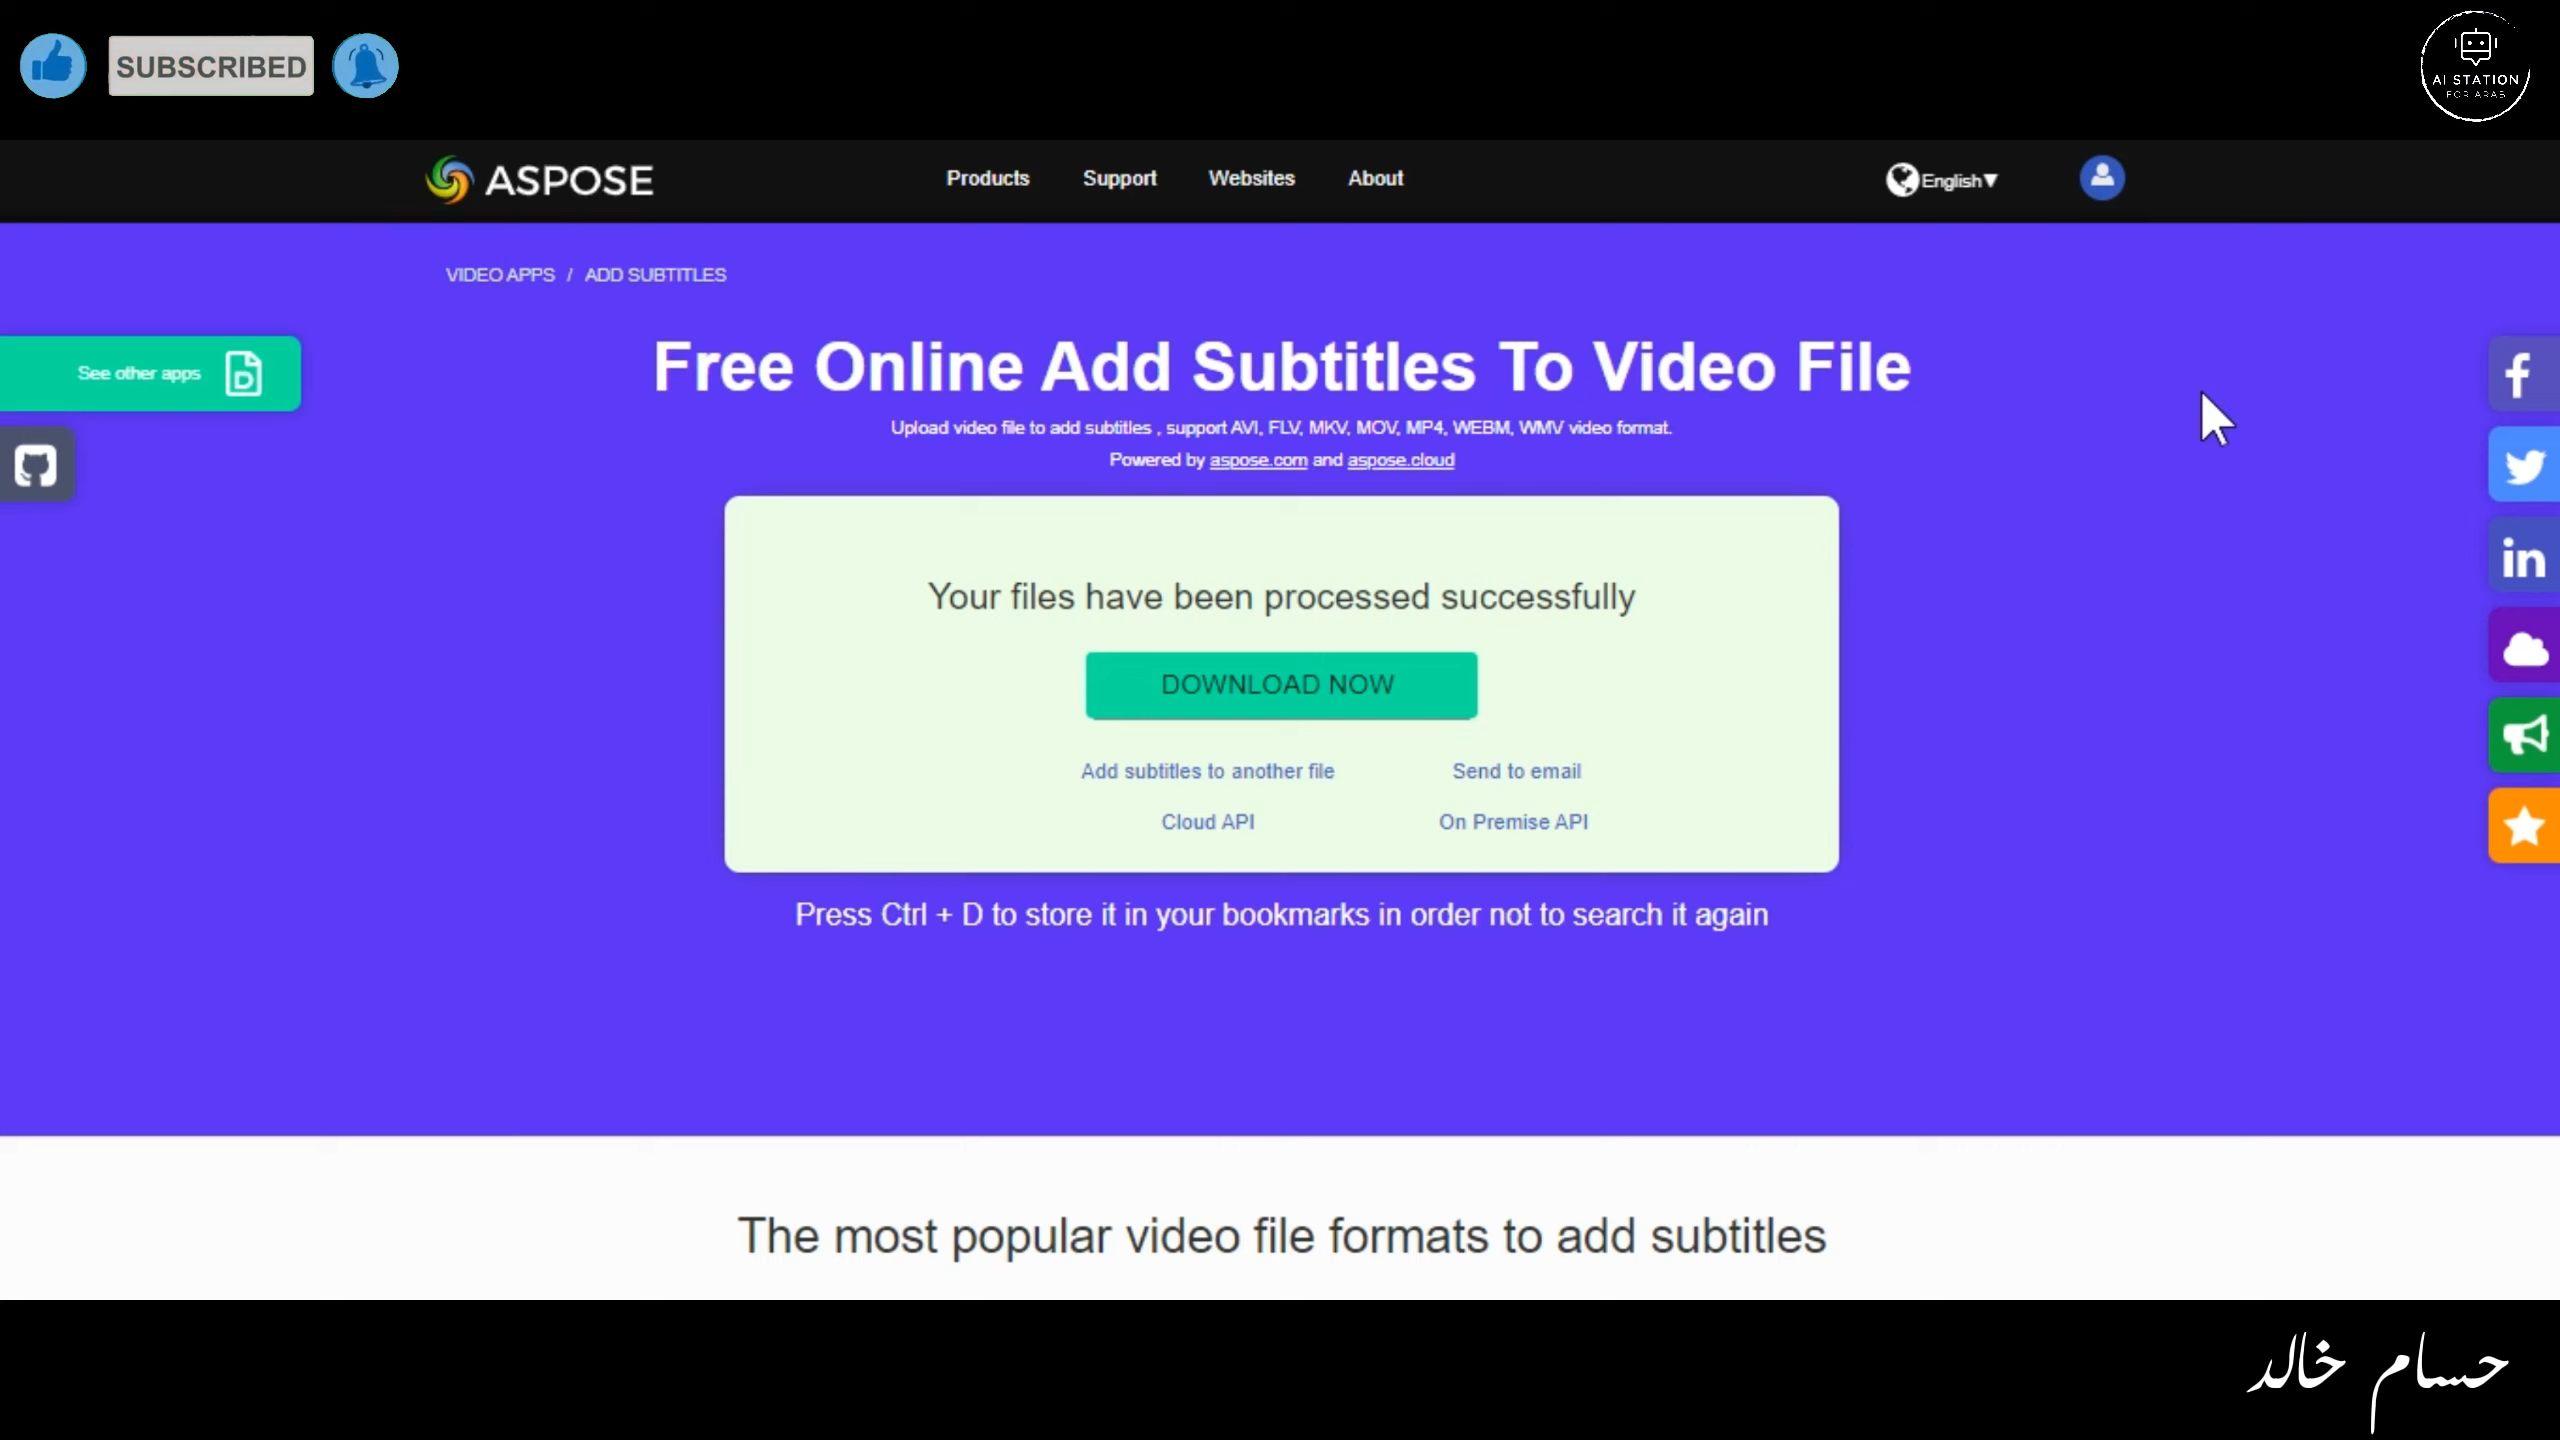 SUBSCRIBED
AI STATION
FOR ARAB
ASPOSE
Products
Support
Websites
About
English▼
VIDEO APPS / ADD SUBTITLES
See other apps
Free Online Add Subtitles To Video File
Upload video file to add subtitles , support AVI, FLV, MKV, MOV, MP4, WEBM, WMV video format.
Powered by aspose.com and aspose.cloud
Your files have been processed successfully
DOWNLOAD NOW
Add subtitles to another file
Send to email
Cloud API
On Premise API
Press Ctrl + D to store it in your bookmarks in order not to search it again
The most popular video file formats to add subtitles
حسام خالد